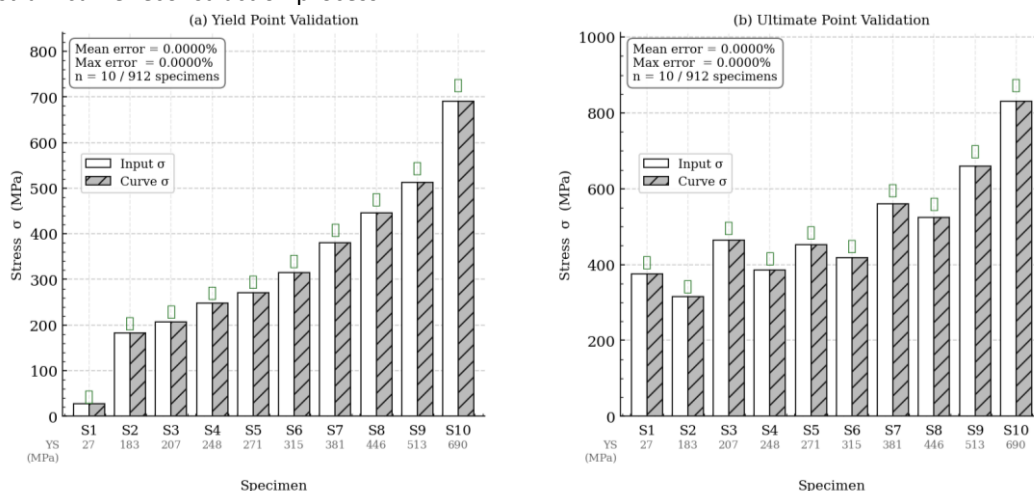 (a) Yield Point Validation
Mean error = 0.0000%
Max error = 0.0000%
n = 10 / 912 specimens
Input σ
Curve σ
Stress σ (MPa)
800
700
600
500
400
300
200
100
0
S1 S2 S3 S4 S5 S6 S7 S8 S9 S10
YS 27 183 207 248 271 315 381 446 513 690
(MPa)
Specimen
(b) Ultimate Point Validation
Mean error = 0.0000%
Max error = 0.0000%
n = 10 / 912 specimens
Input σ
Curve σ
Stress σ (MPa)
1000
800
600
400
200
0
S1 S2 S3 S4 S5 S6 S7 S8 S9 S10
YS 27 183 207 248 271 315 381 446 513 690
(MPa)
Specimen